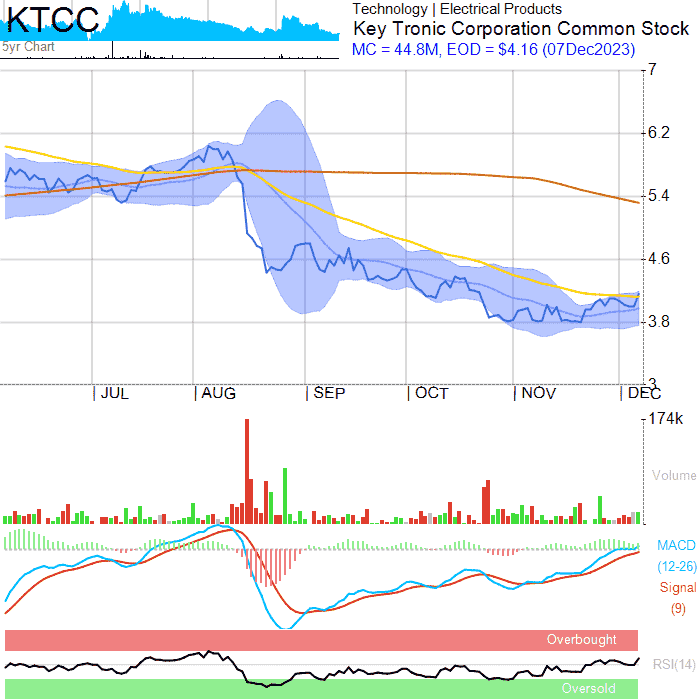 KTCC
5yr Chart
Technology | Electrical Products
Key Tronic Corporation Common Stock
MC = 44.8M, EOD = $4.16 (07Dec2023)
7
6.2
5.4
4.6
3.8
3
JUL AUG SEP OCT NOV DEC
174k
Volume
MACD
(12-26)
Signal
(9)
Overbought
RSI(14)
Oversold